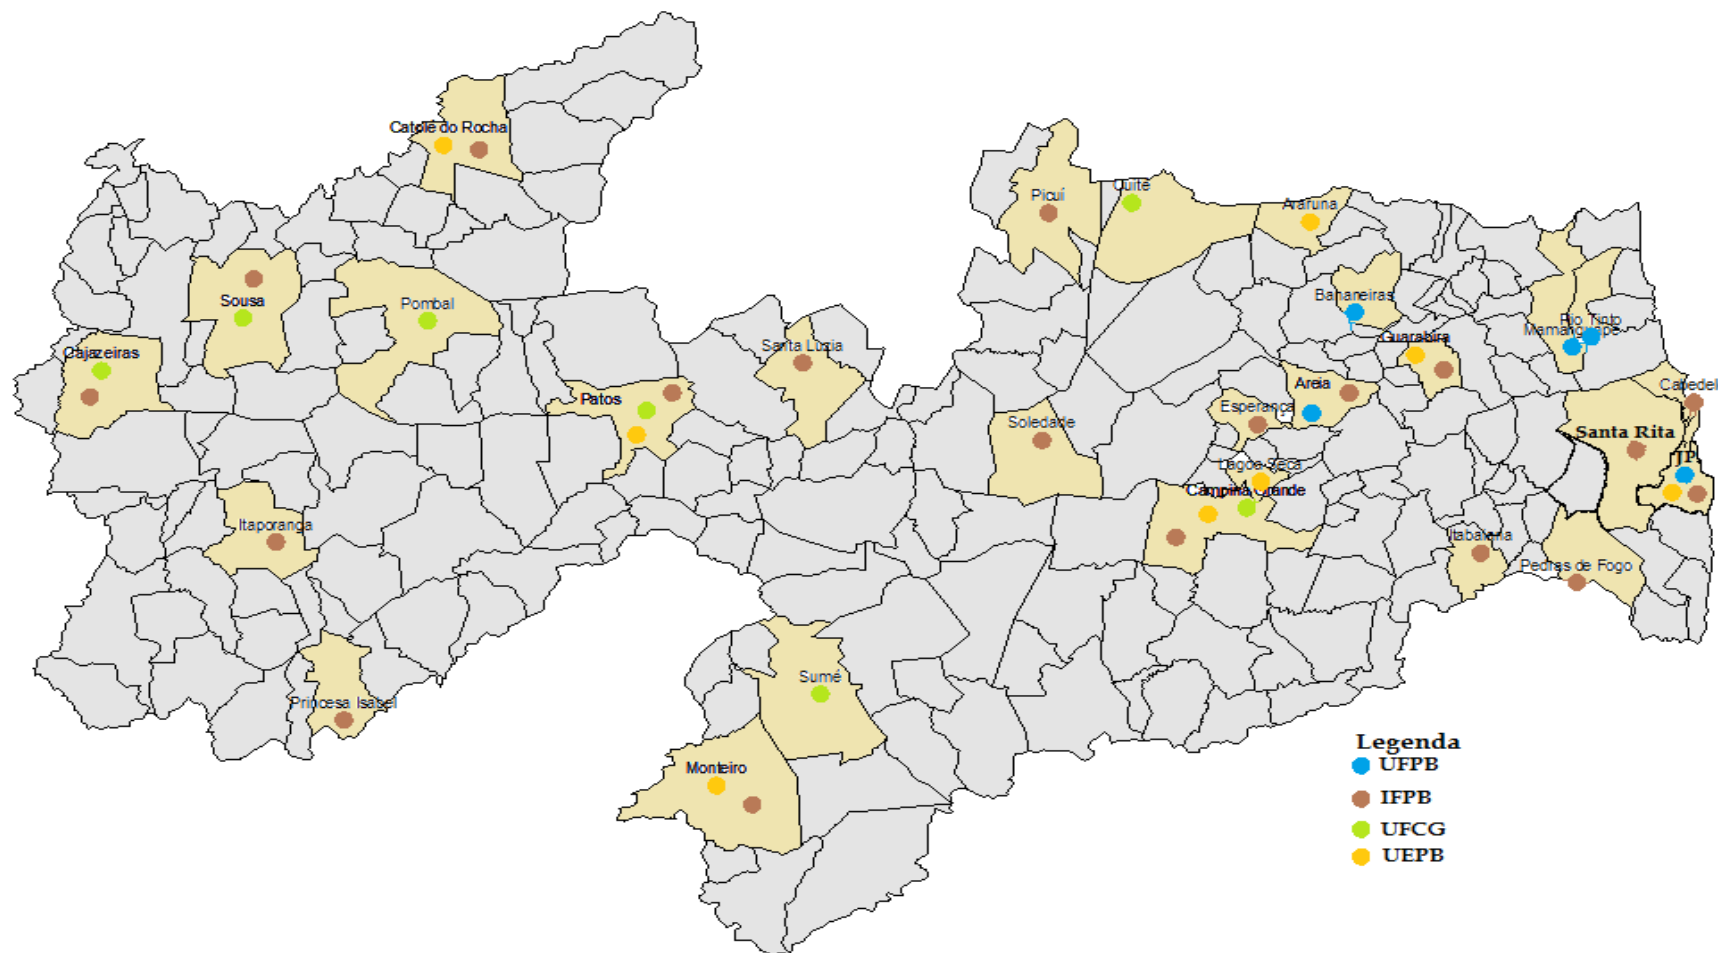 Catolé do Rocha
Picuí
Cuité
Araruna
Sousa
Pombal
Bananeiras
Rio Tinto
Mamanguape
Guarabira
Santa Luzia
Cajazeiras
Areia
Cabedel
Patos
Esperança
Soledade
Santa Rita
JP
Lagoa Seca
Campina Grande
Itaporanga
Itabaiana
Pedras de Fogo
Sumé
Princesa Isabel
Monteiro
Legenda
UFPB
IFPB
UFCG
UEPB